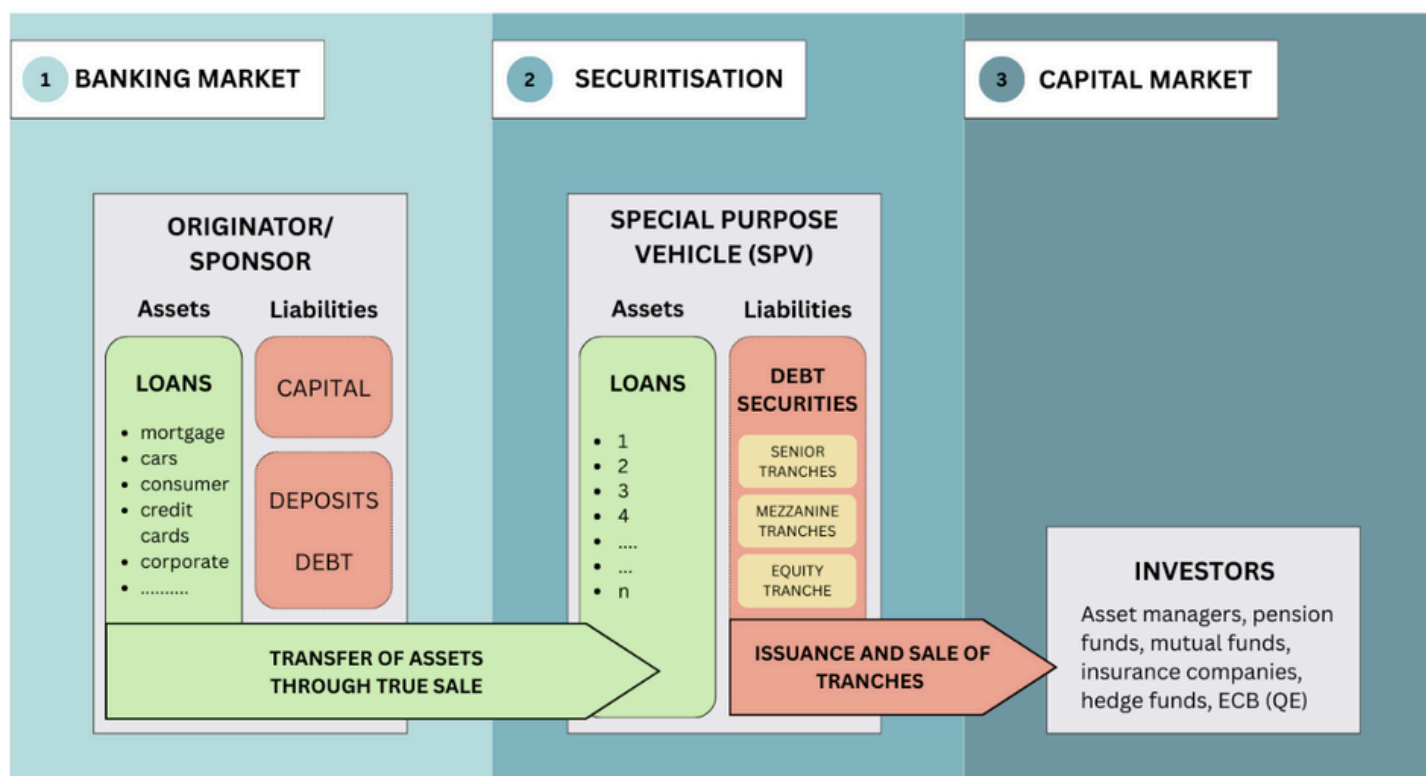 1 BANKING MARKET
2 SECURITISATION
3 CAPITAL MARKET
ORIGINATOR/
SPONSOR
Assets
Liabilities
LOANS
• mortgage
• cars
• consumer
• credit
cards
• corporate
• ..........
CAPITAL
DEPOSITS
DEBT
TRANSFER OF ASSETS
THROUGH TRUE SALE
SPECIAL PURPOSE
VEHICLE (SPV)
Assets
Liabilities
LOANS
• 1
• 2
• 3
• 4
• ....
• ...
• n
DEBT
SECURITIES
SENIOR
TRANCHES
MEZZANINE
TRANCHES
EQUITY
TRANCHE
ISSUANCE AND SALE OF
TRANCHES
INVESTORS
Asset managers, pension
funds, mutual funds,
insurance companies,
hedge funds, ECB (QE)